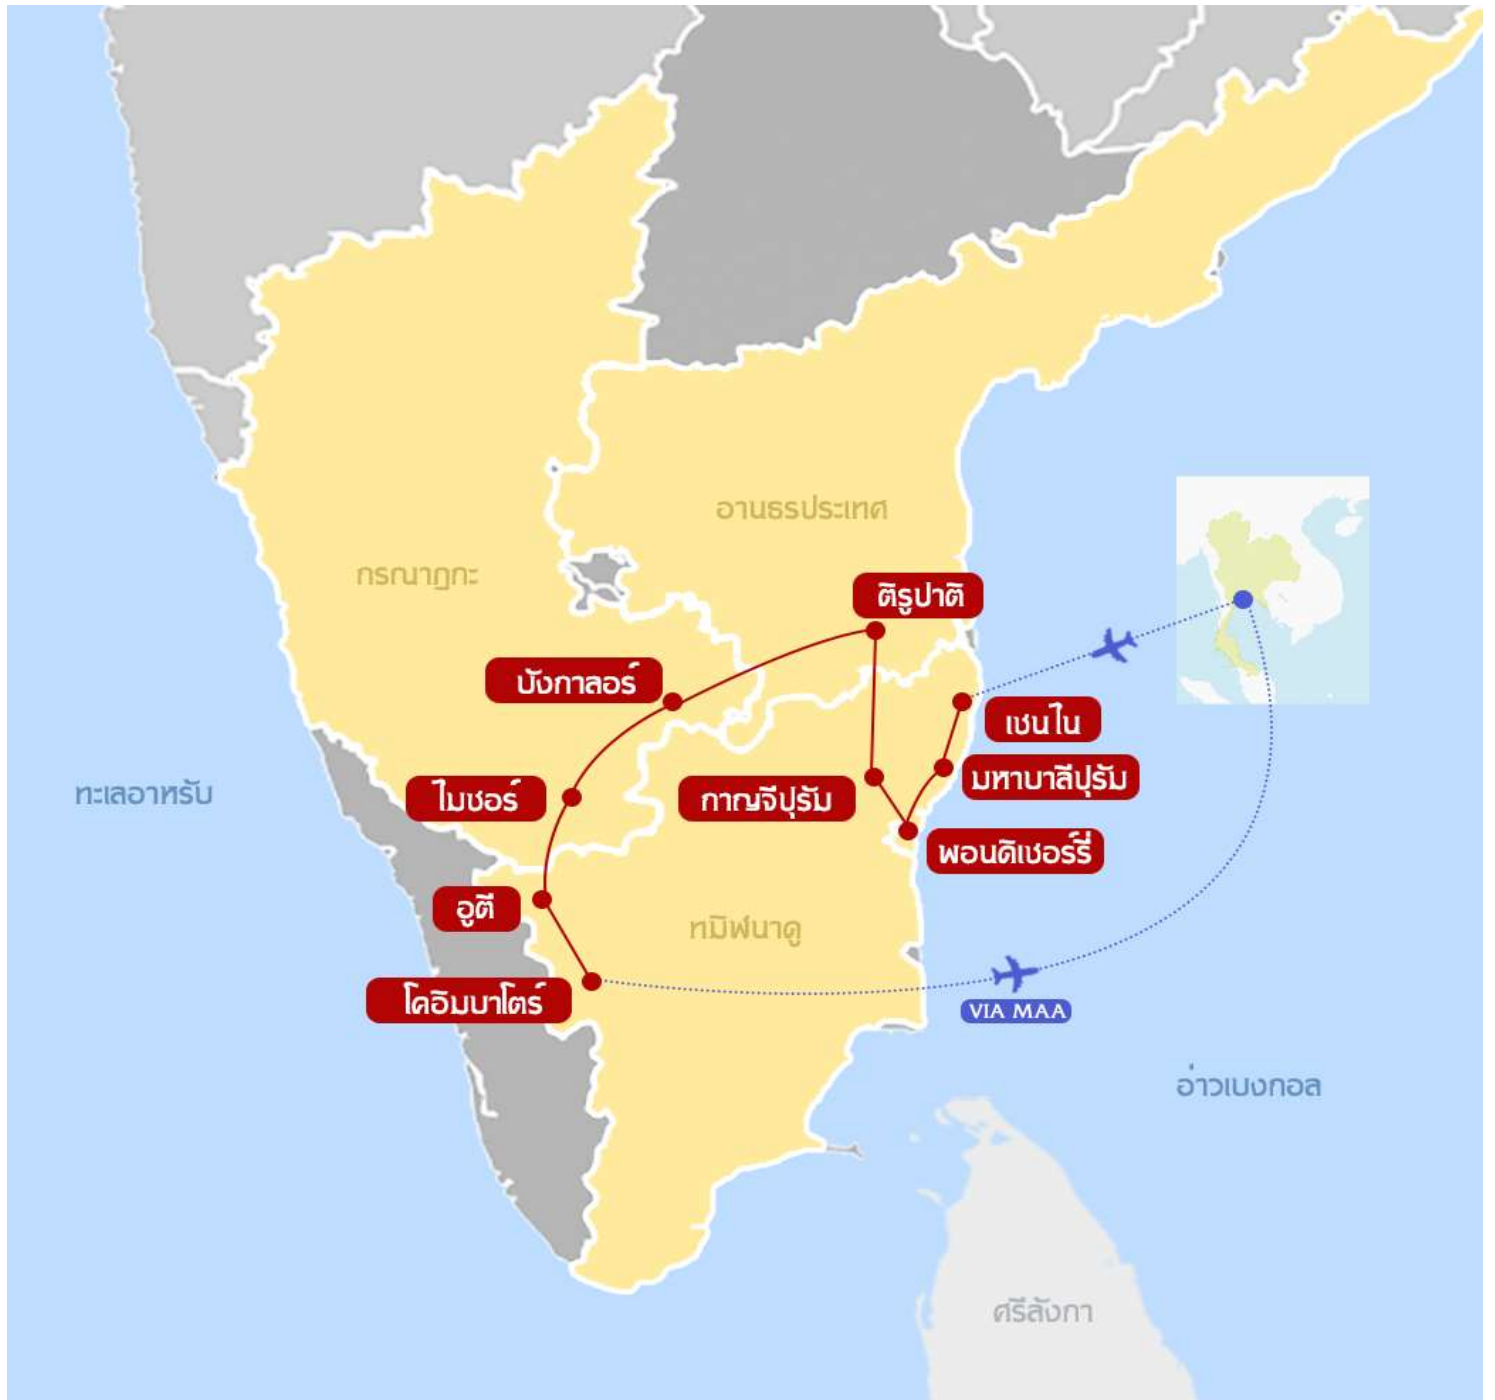 อานธรประเทศ
กรณาฏกะ
ติรูปาติ
บังกาลอร์
เชนไน
ทะเลอาหรับ
ไมซอร์
กาญจีปุรัม
มหาบาลีปุรัม
พอนดิเชอร์รี่
อูตี
ทมิฬนาดู
โคอิมบาโตร์
VIA MAA
อ่าวเบงกอล
ศรีลังกา